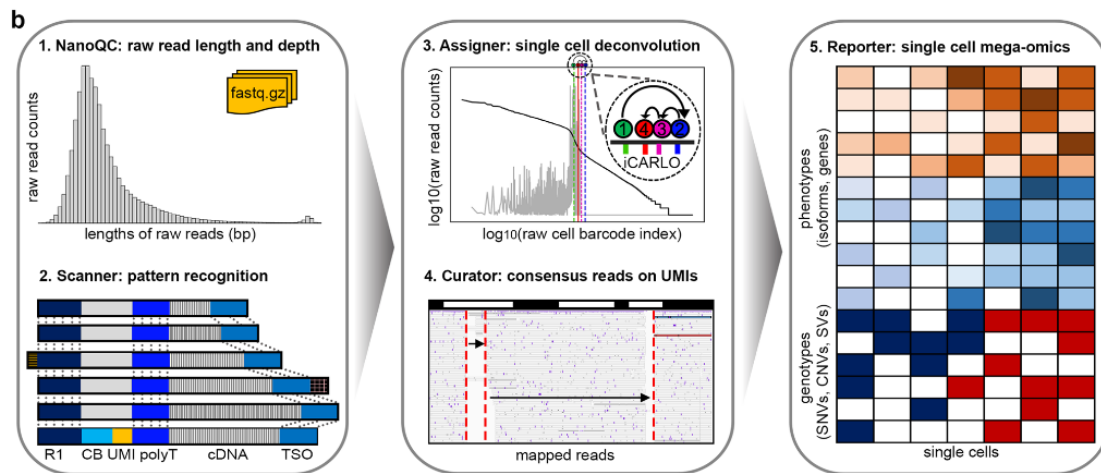 b
1. NanoQC: raw read length and depth
fastq.gz
raw read counts
lengths of raw reads (bp)
2. Scanner: pattern recognition
R1 CB UMI polyT cDNA TSO
3. Assigner: single cell deconvolution
log10(raw read counts)
1 4 3 2
iCARLO
log10(raw cell barcode index)
4. Curator: consensus reads on UMIs
mapped reads
5. Reporter: single cell mega-omics
phenotypes
(isoforms, genes)
genotypes
(SNVs, CNVs, SVs)
single cells